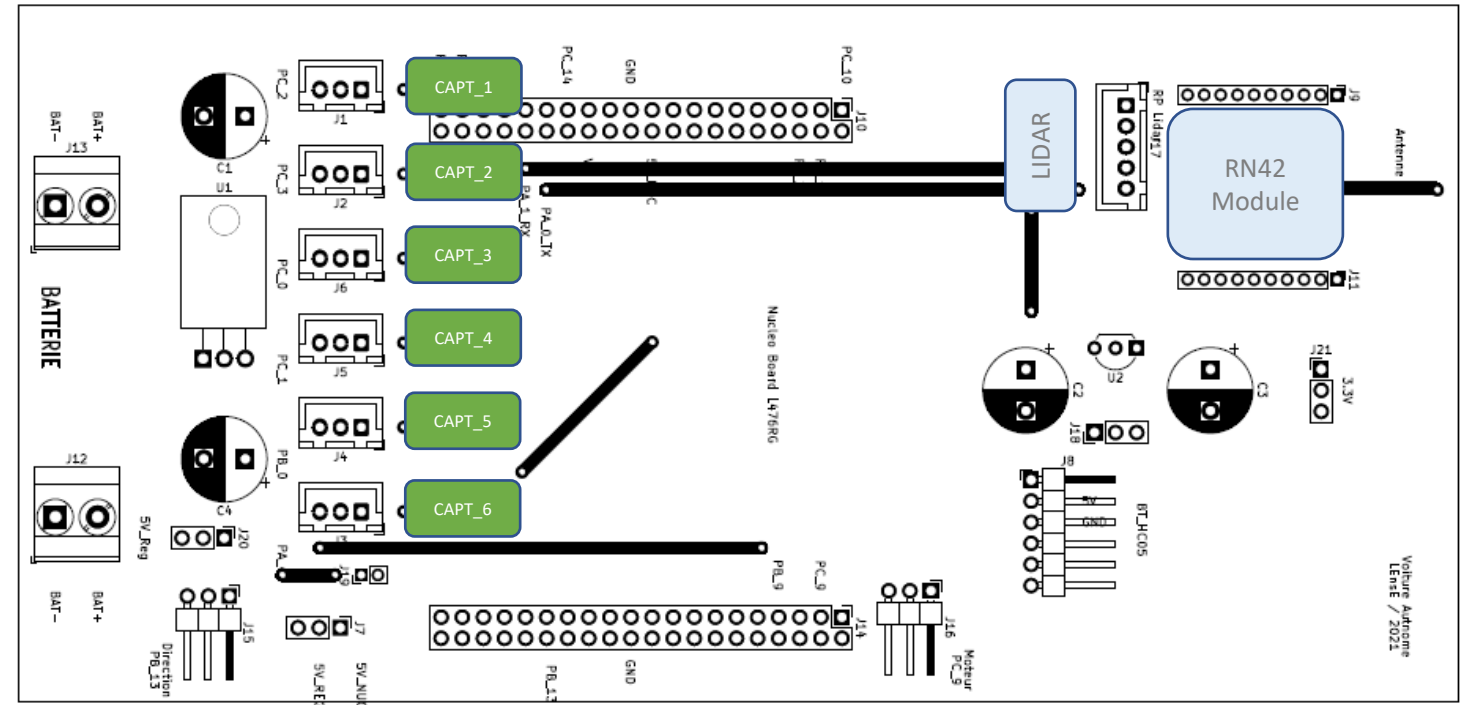 PC_2
J1
CAPT_1
PC_14
GND
PC_10
J10
LIDAR
RP Lidar
J17
J9
RN42
Module
Antenne
J11
BAT-
BAT+
J13
C1
U1
PC_3
J2
CAPT_2
PA_1_RX
PA_0_TX
PC_0
J6
CAPT_3
BATTERIE
PC_1
J5
CAPT_4
Nucleo Board L476RG
C2
U2
C3
J21
3.3V
J18
J4
CAPT_5
PB_0
C4
J12
J3
CAPT_6
5V_Reg
J20
PA_
J19
J8
5V
GND
BT_HC05
BAT-
BAT+
J15
Direction
PB_13
J7
5V_NUC
PB_13
GND
PB_9
PC_9
J14
J16
Moteur
PC_9
Voiture Autnome
LEnsE / 2021